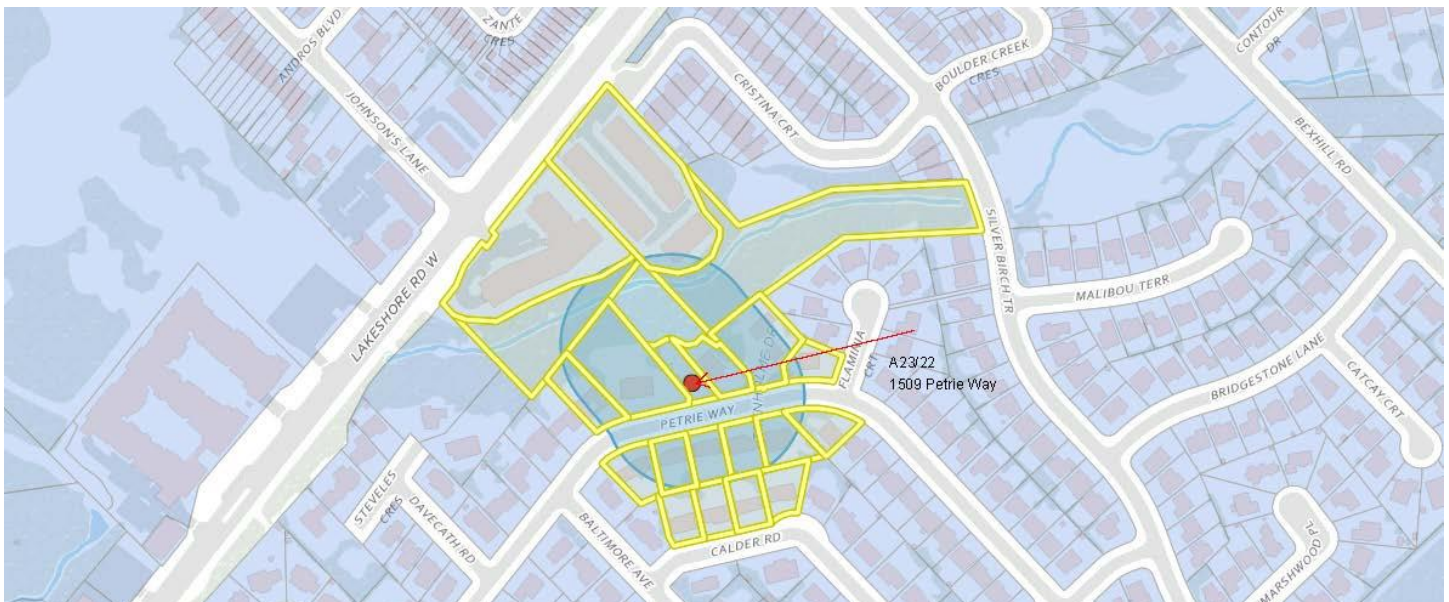 ANDROS BLVD
ZANTE
CRES
JOHNSON'S LANE
CRISTINA CRT
BOULDER CREEK
CRES
CONTOUR
DR
BEXHILL RD
LAKESHORE RD W
SILVER BIRCH TR
MALIBOU TERR
FLAMINIA
CRT
A23/22
1509 Petrie Way
BRIDGESTONE LANE
CATCAY CRT
PETRIE WAY
STEVELES
CRES
DAVECATH RD
BALTIMORE AVE
CALDER RD
MARSHWOOD
PL